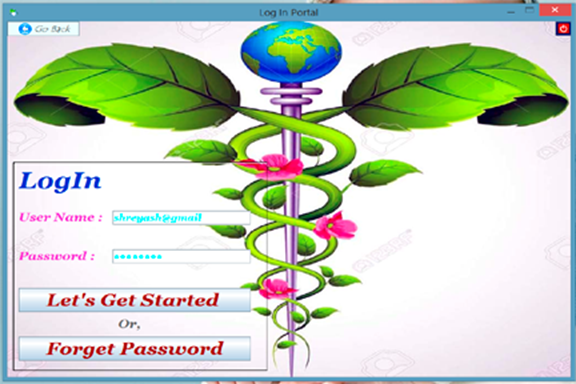 Log In Portal
Go Back
LogIn
User Name :
shreyash@gmail
Password :
Let's Get Started
Or,
Forget Password